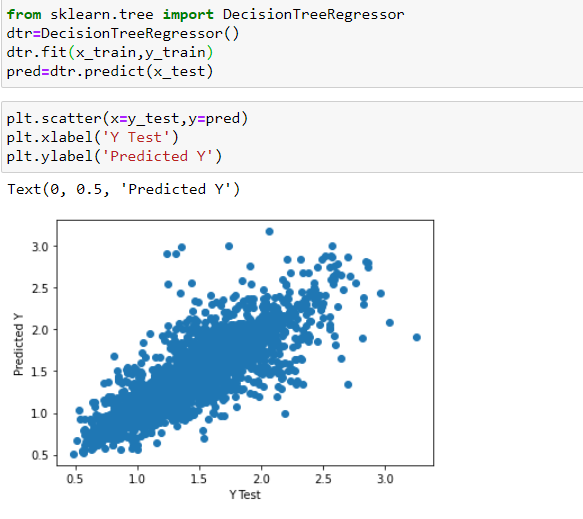 from sklearn.tree import DecisionTreeRegressor
dtr=DecisionTreeRegressor()
dtr.fit(x_train,y_train)
pred=dtr.predict(x_test)
plt.scatter(x=y_test,y=pred)
plt.xlabel('Y Test')
plt.ylabel('Predicted Y')
Text(0, 0.5, 'Predicted Y')
3.0
2.5
2.0
1.5
1.0
0.5
Predicted Y
0.5 1.0 1.5 2.0 2.5 3.0
Y Test